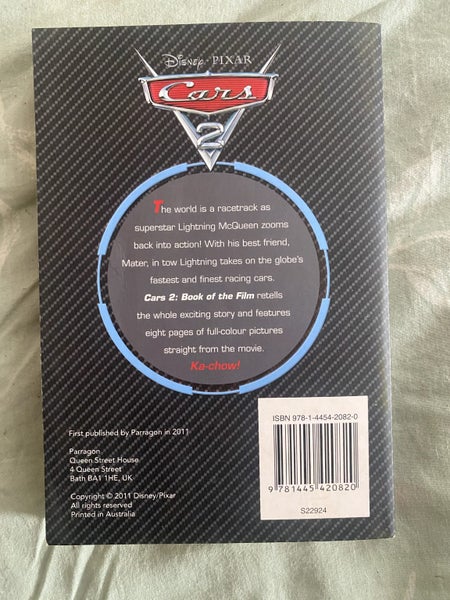 Disney·PIXAR
Cars
2
The world is a racetrack as
superstar Lightning McQueen zooms
back into action! With his best friend,
Mater, in tow Lightning takes on the globe's
fastest and finest racing cars.
Cars 2: Book of the Film retells
the whole exciting story and features
eight pages of full-colour pictures
straight from the movie.
Ka-chow!
First published by Parragon in 2011
Parragon
Queen Street House
4 Queen Street
Bath BA1 1HE, UK
Copyright © 2011 Disney/Pixar
All rights reserved
Printed in Australia
ISBN 978-1-4454-2082-0
9 781445 420820
S22924